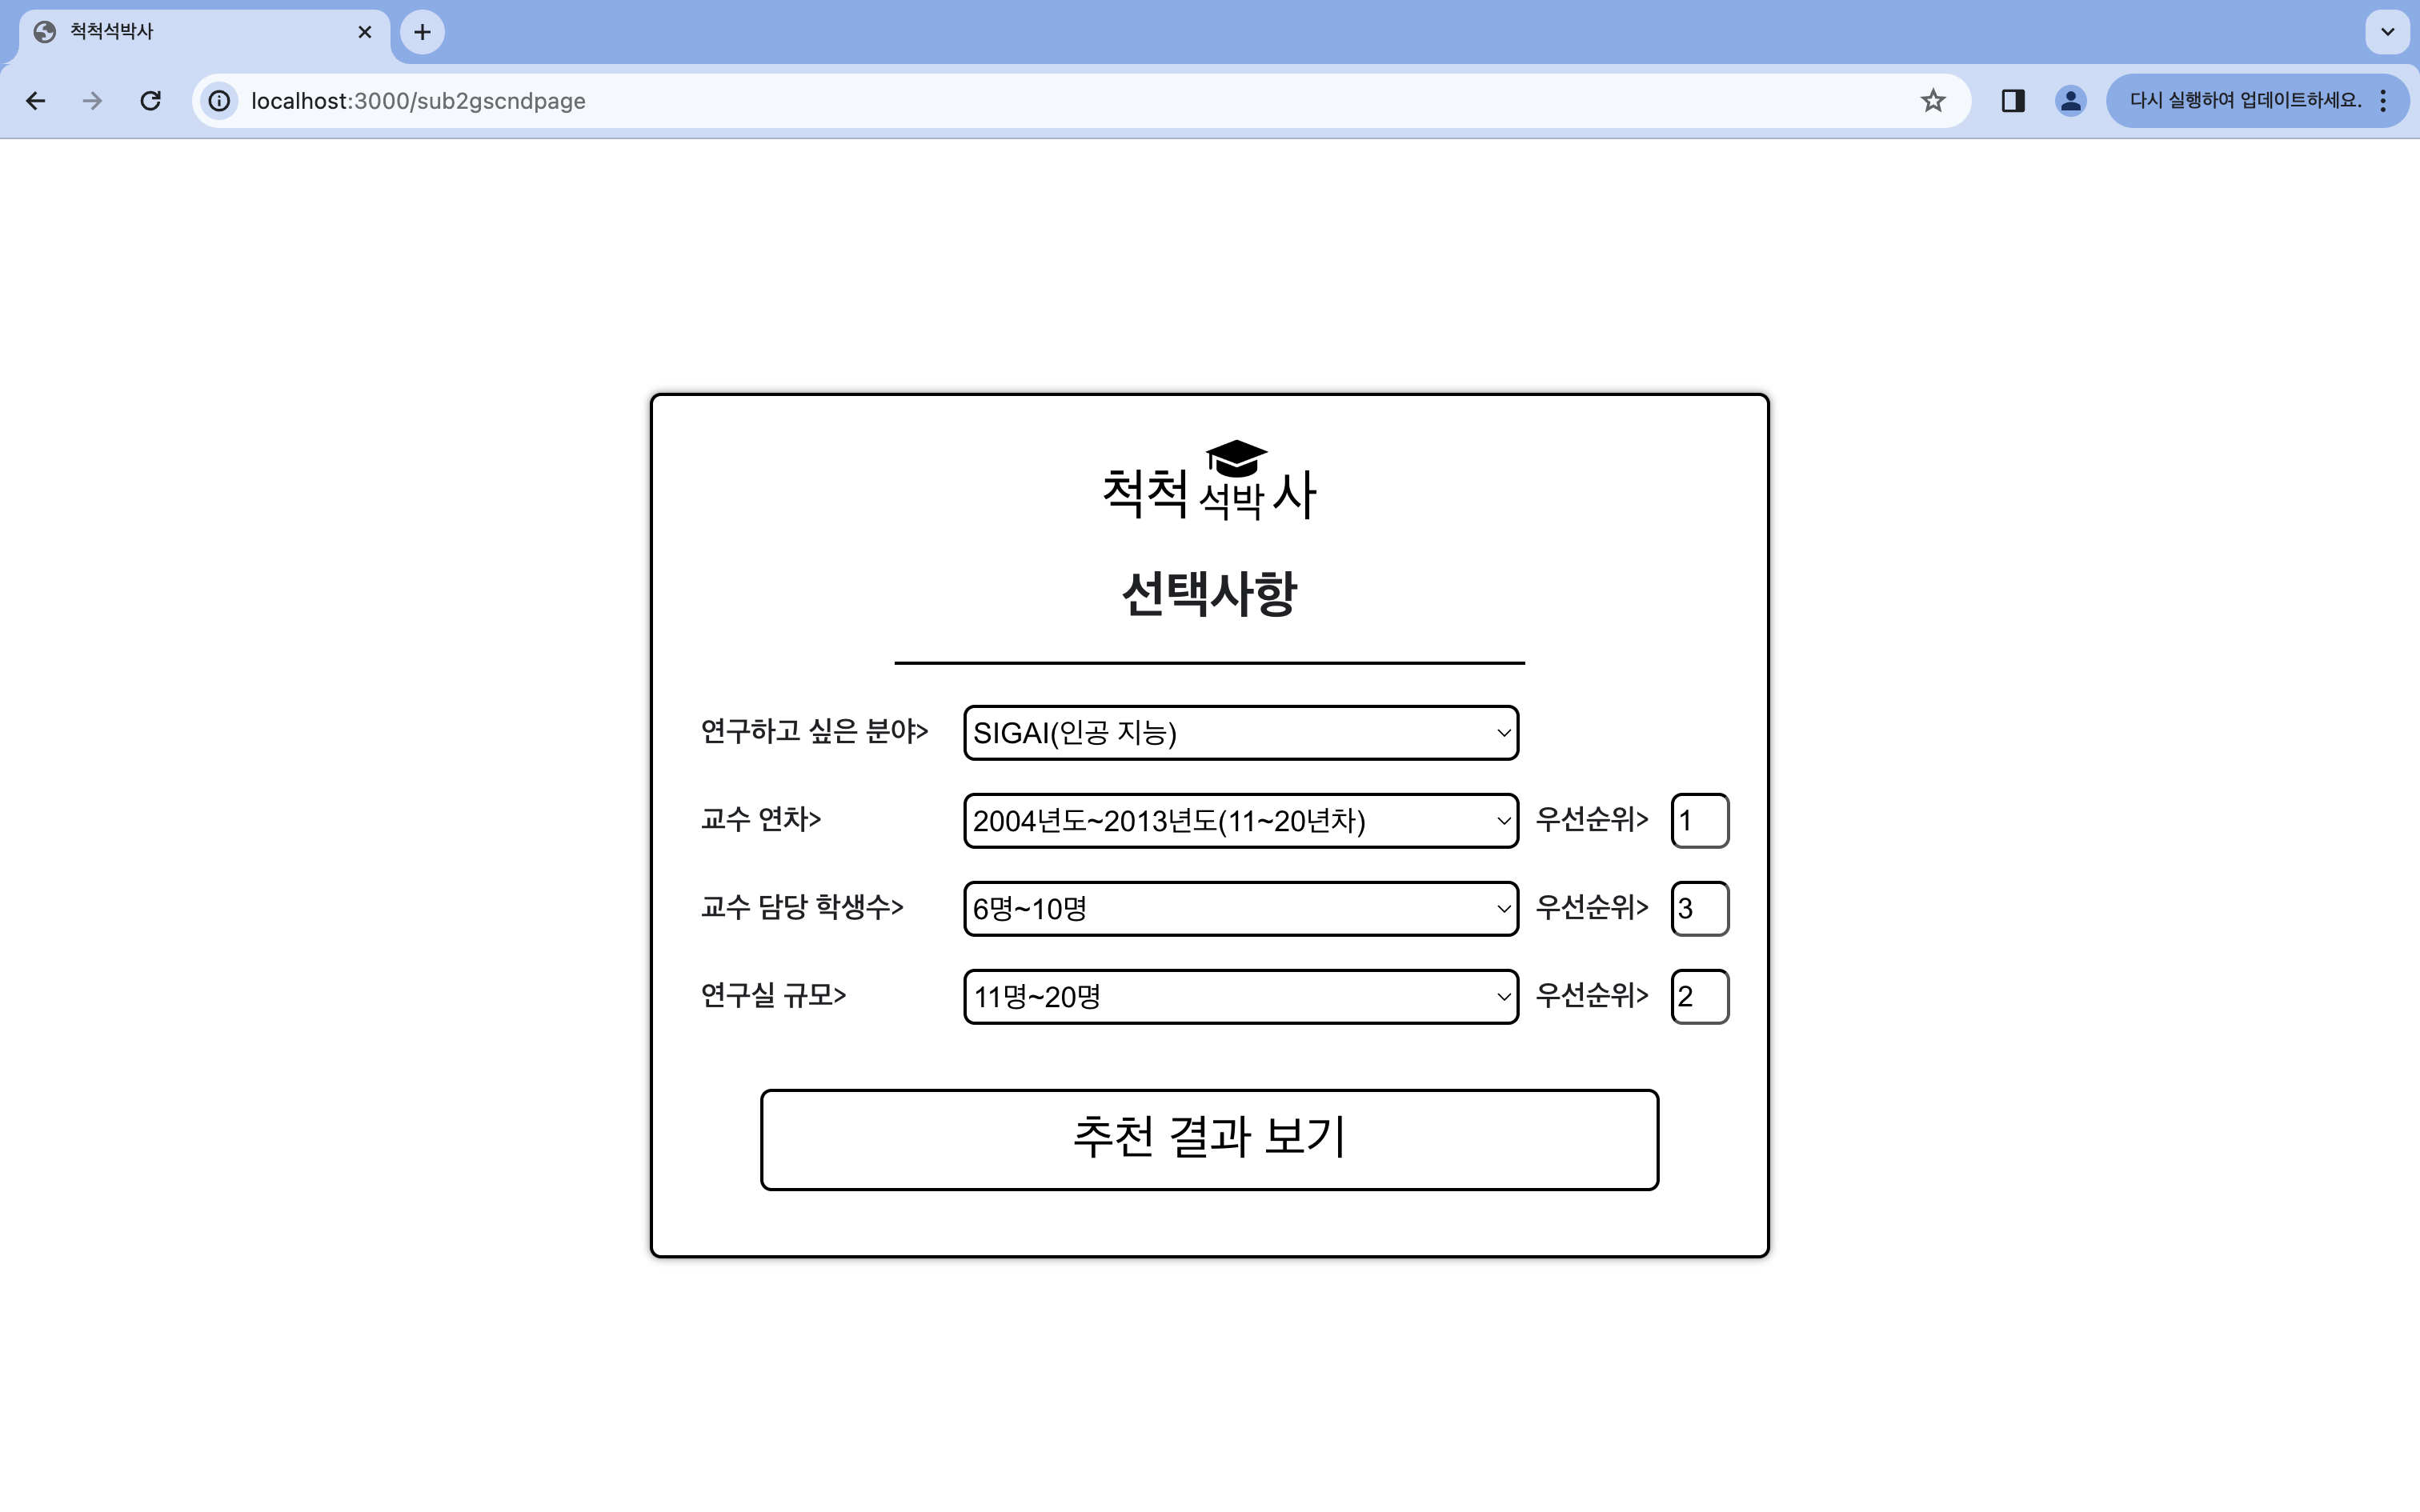 척척석박사
localhost:3000/sub2gscndpage
다시 실행하여 업데이트하세요.
척척석박사
선택사항
연구하고 싶은 분야> SIGAI(인공 지능)
교수 연차> 2004년도~2013년도(11~20년차) 우선순위> 1
교수 담당 학생수> 6명~10명 우선순위> 3
연구실 규모> 11명~20명 우선순위> 2
추천 결과 보기